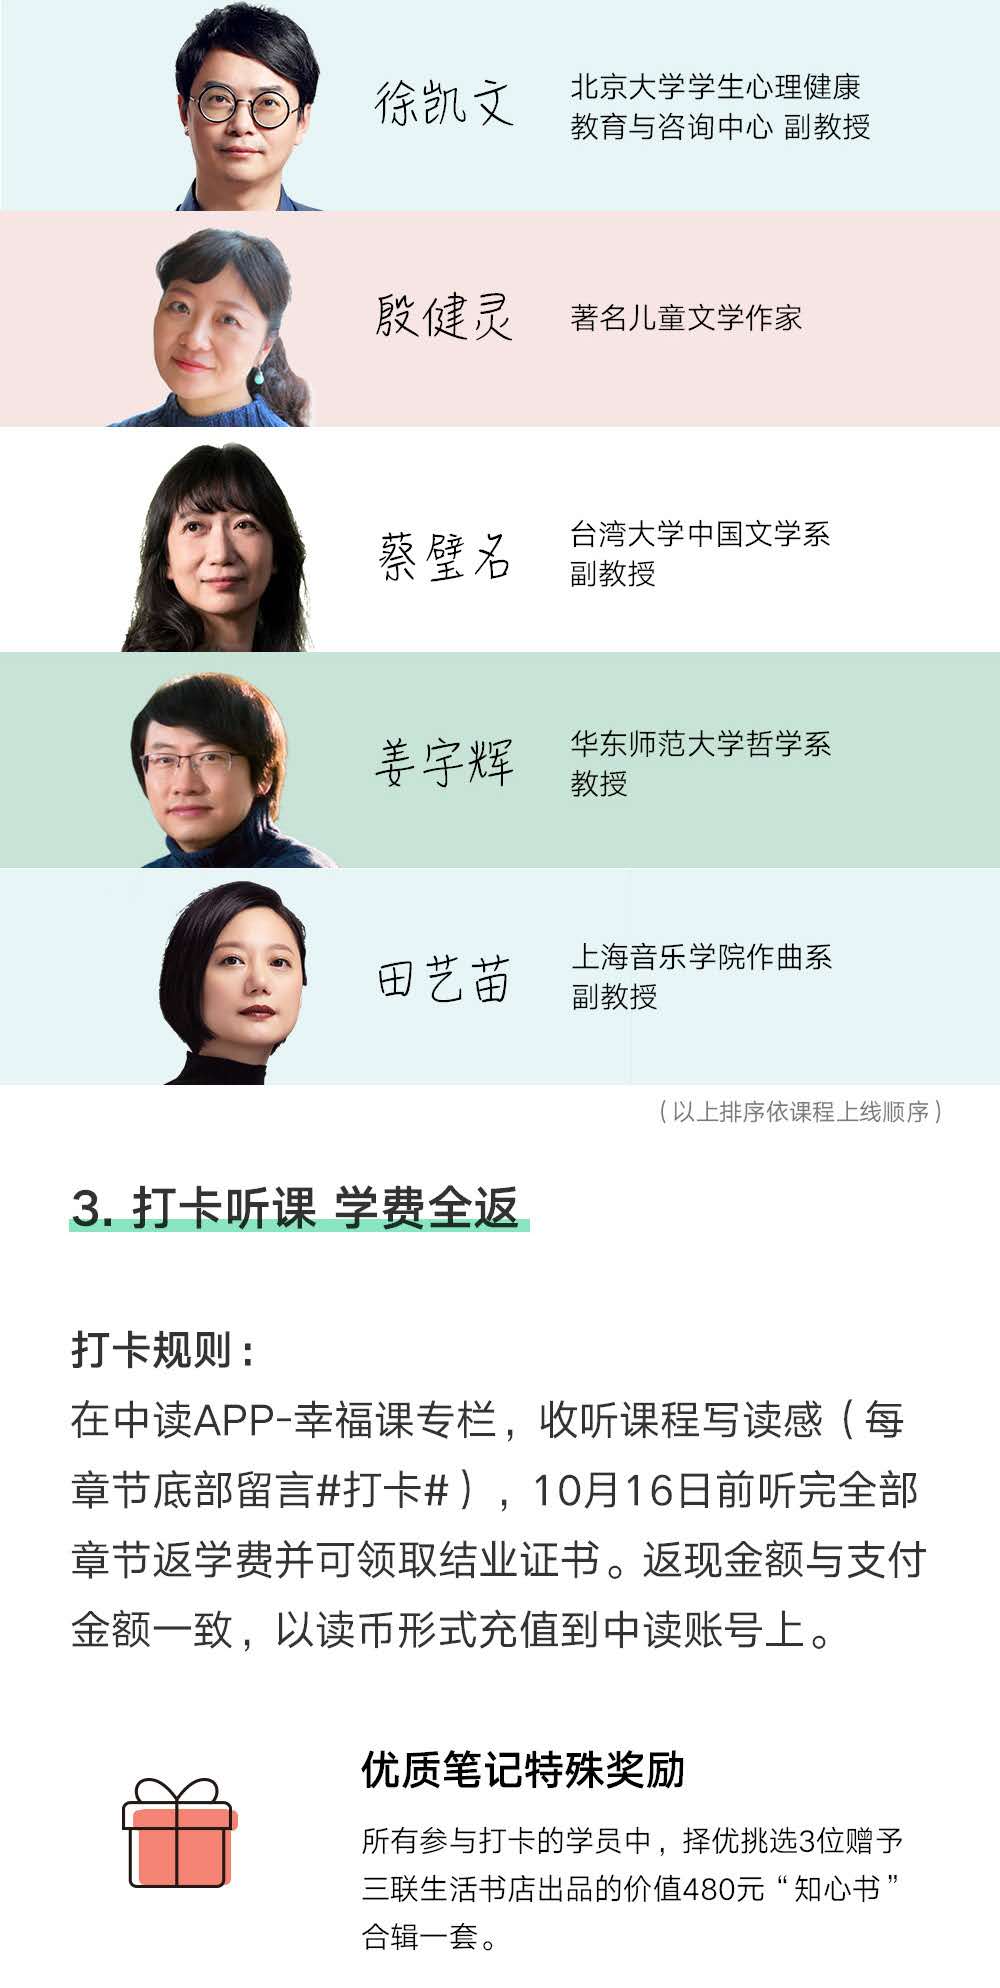 徐凯文
北京大学学生心理健康
教育与咨询中心 副教授
殷健灵
著名儿童文学作家
蔡璧名
台湾大学中国文学系
副教授
姜宇辉
华东师范大学哲学系
教授
田艺苗
上海音乐学院作曲系
副教授
（以上排序依课程上线顺序）
3. 打卡听课 学费全返
打卡规则：
在中读APP-幸福课专栏，收听课程写读感（每
章节底部留言#打卡#），10月16日前听完全部
章节返学费并可领取结业证书。返现金额与支付
金额一致，以读币形式充值到中读账号上。
优质笔记特殊奖励
所有参与打卡的学员中，择优挑选3位赠予
三联生活书店出品的价值480元“知心书”
合辑一套。